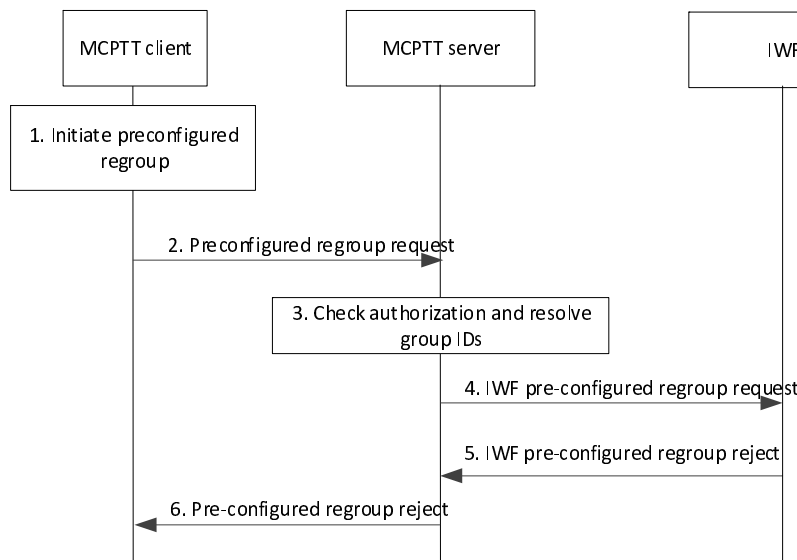 MCPTT client
MCPTT server
IWF
1. Initiate preconfigured
regroup
2. Preconfigured regroup request
3. Check authorization and resolve
group IDs
4. IWF pre-configured regroup request
5. IWF pre-configured regroup reject
6. Pre-configured regroup reject